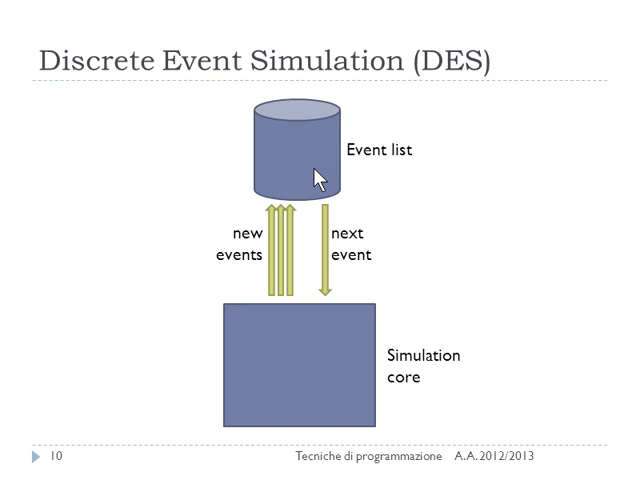 Discrete Event Simulation (DES)
Event list
new
events
next
event
Simulation
core
10
Tecniche di programmazione A.A. 2012/2013